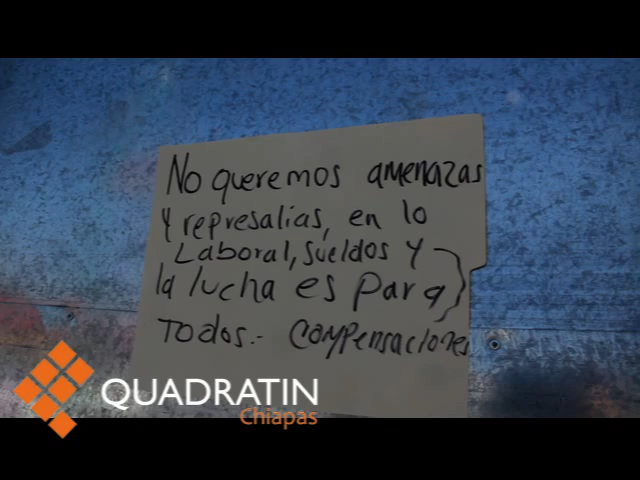 No queremos amenazas
y represalias, en lo
Laboral, sueldos y
la lucha es para
Todos.- compensaciones
QUADRATIN
Chiapas